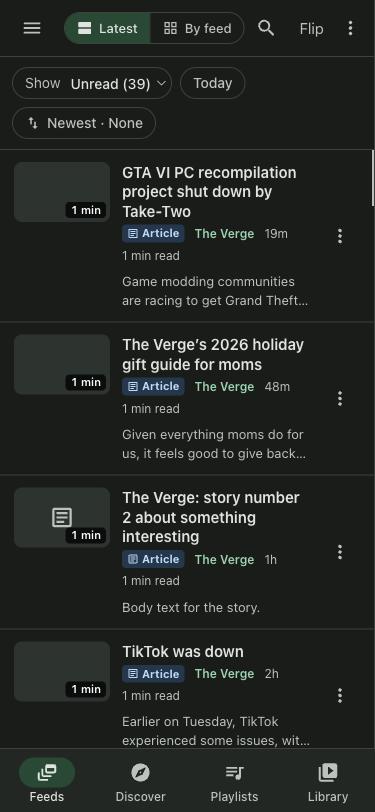 Latest
By feed
Flip
Show Unread (39)
Today
Newest · None
GTA VI PC recompilation
project shut down by
Take-Two
1 min
Article The Verge 19m
1 min read
Game modding communities
are racing to get Grand Theft...
The Verge’s 2026 holiday
gift guide for moms
1 min
Article The Verge 48m
1 min read
Given everything moms do for
us, it feels good to give back...
The Verge: story number
2 about something
interesting
1 min
Article The Verge 1h
1 min read
Body text for the story.
TikTok was down
1 min
Article The Verge 2h
1 min read
Earlier on Tuesday, TikTok
experienced some issues, wit...
Feeds
Discover
Playlists
Library